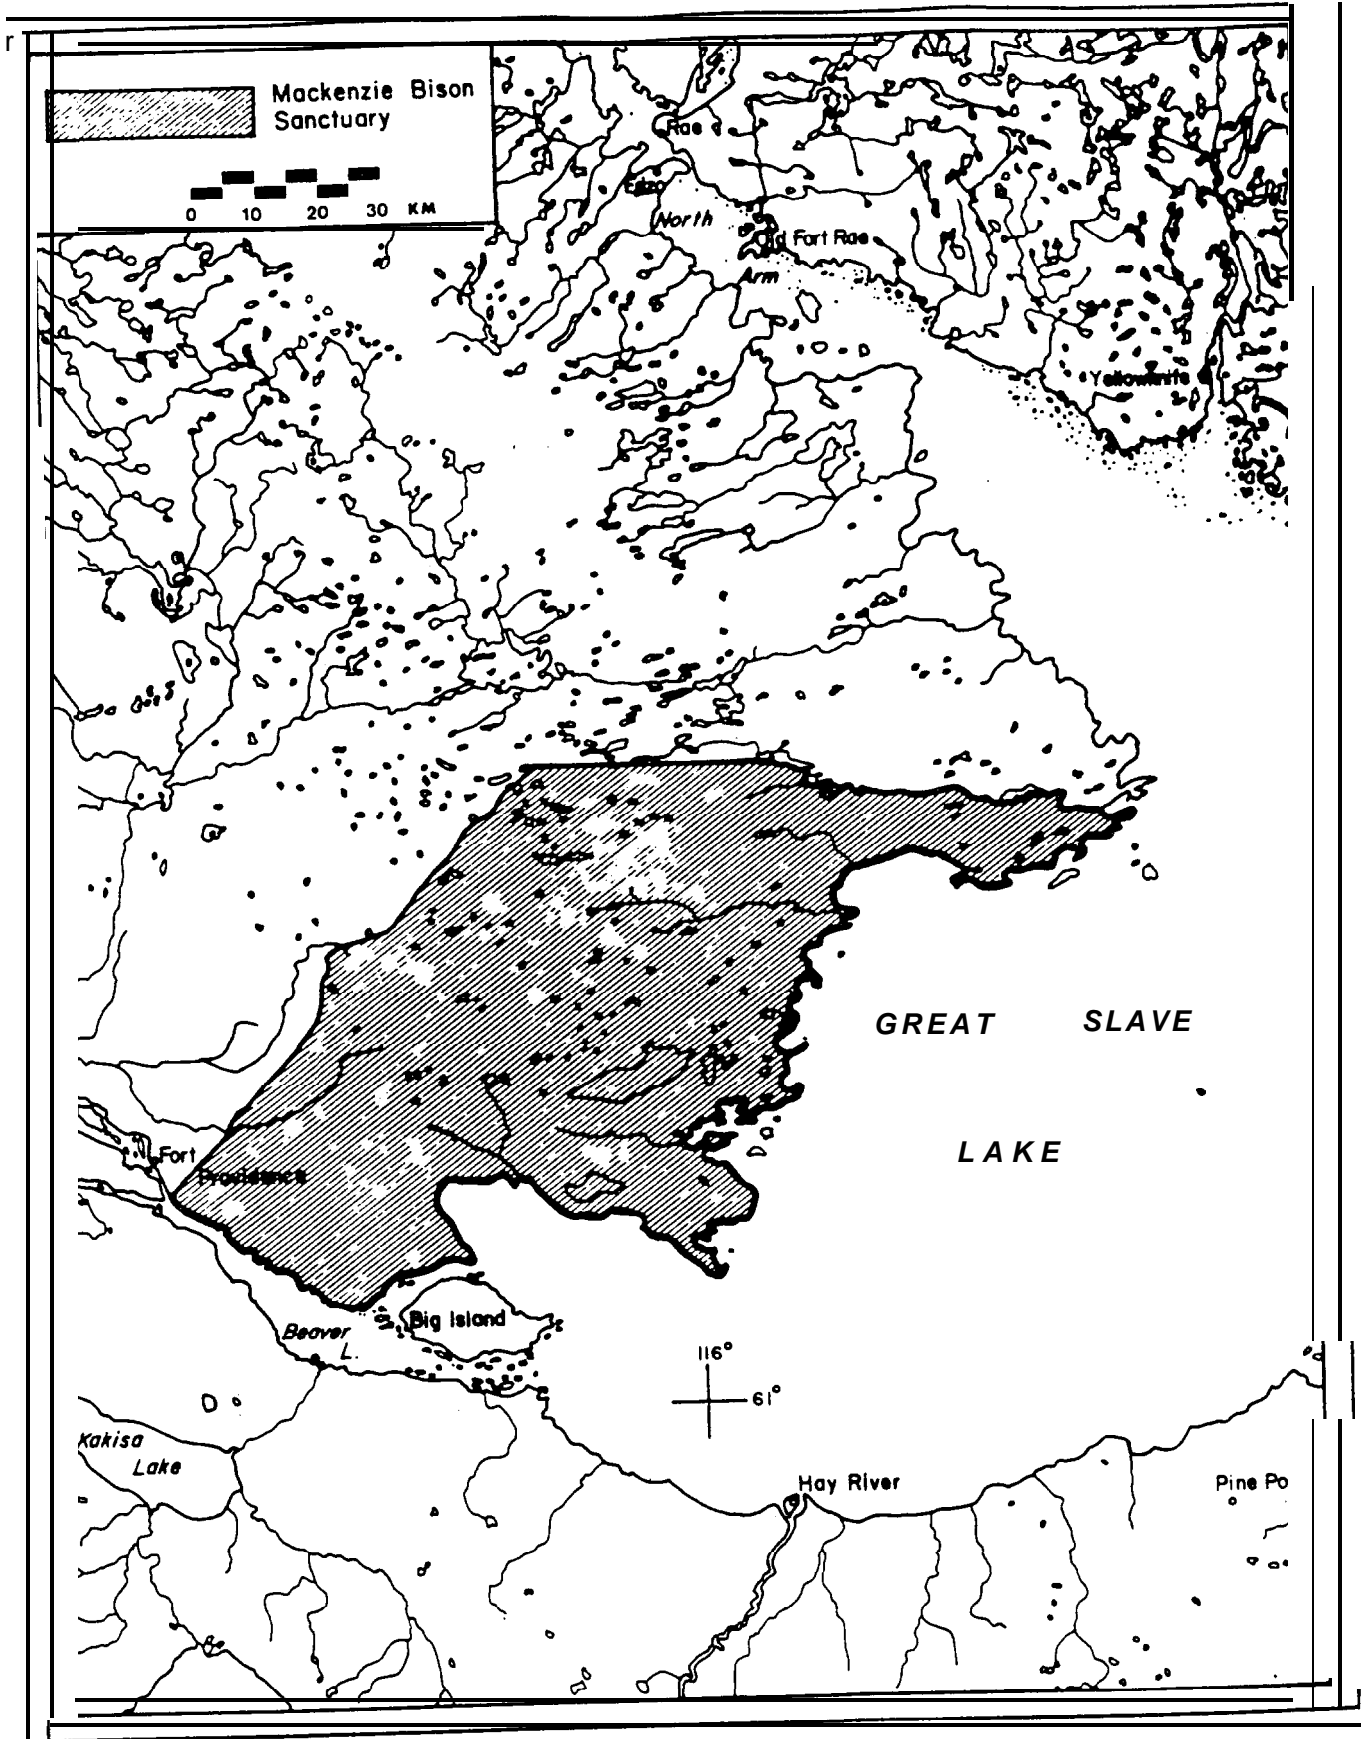 r
Mackenzie Bison
Sanctuary
0 10 20 30 KM
Rae
Edzo
North
Old Fort Rae
Arm
Yellowknife
GREAT SLAVE
LAKE
Fort
Providence
Big Island
Beaver
L.
116°
61°
Kakisa
Lake
Hay River
Pine Po